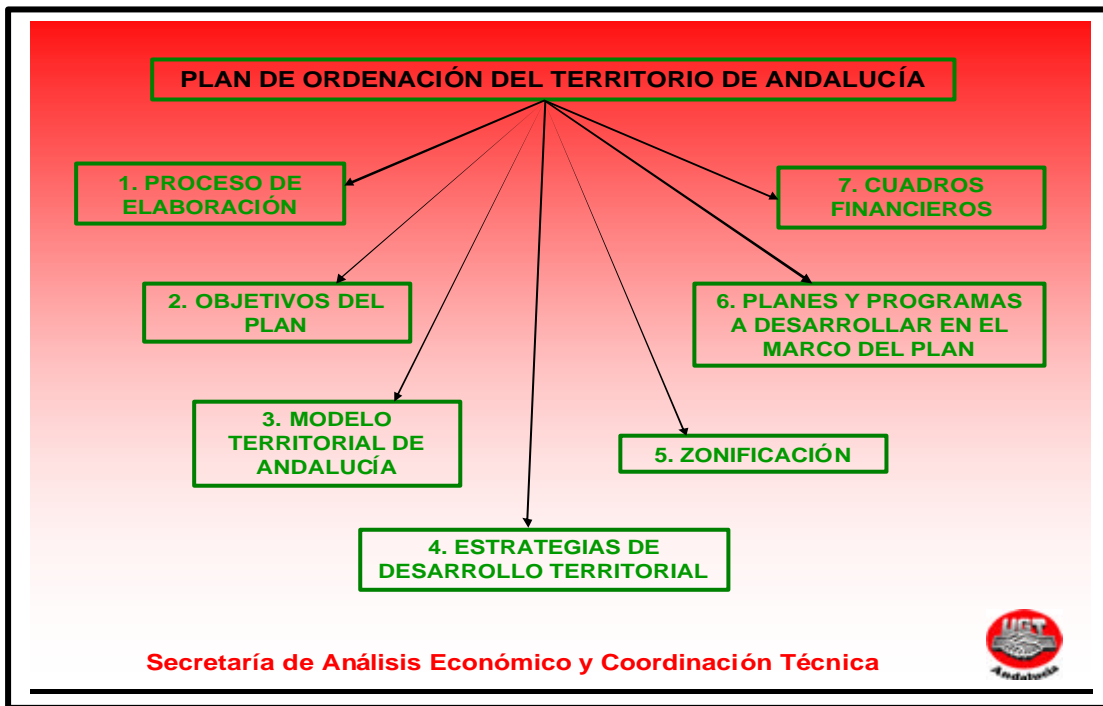 PLAN DE ORDENACIÓN DEL TERRITORIO DE ANDALUCÍA
1. PROCESO DE
ELABORACIÓN
2. OBJETIVOS DEL
PLAN
3. MODELO
TERRITORIAL DE
ANDALUCÍA
4. ESTRATEGIAS DE
DESARROLLO TERRITORIAL
5. ZONIFICACIÓN
6. PLANES Y PROGRAMAS
A DESARROLLAR EN EL
MARCO DEL PLAN
7. CUADROS
FINANCIEROS
Secretaría de Análisis Económico y Coordinación Técnica
UGT
Andalucía